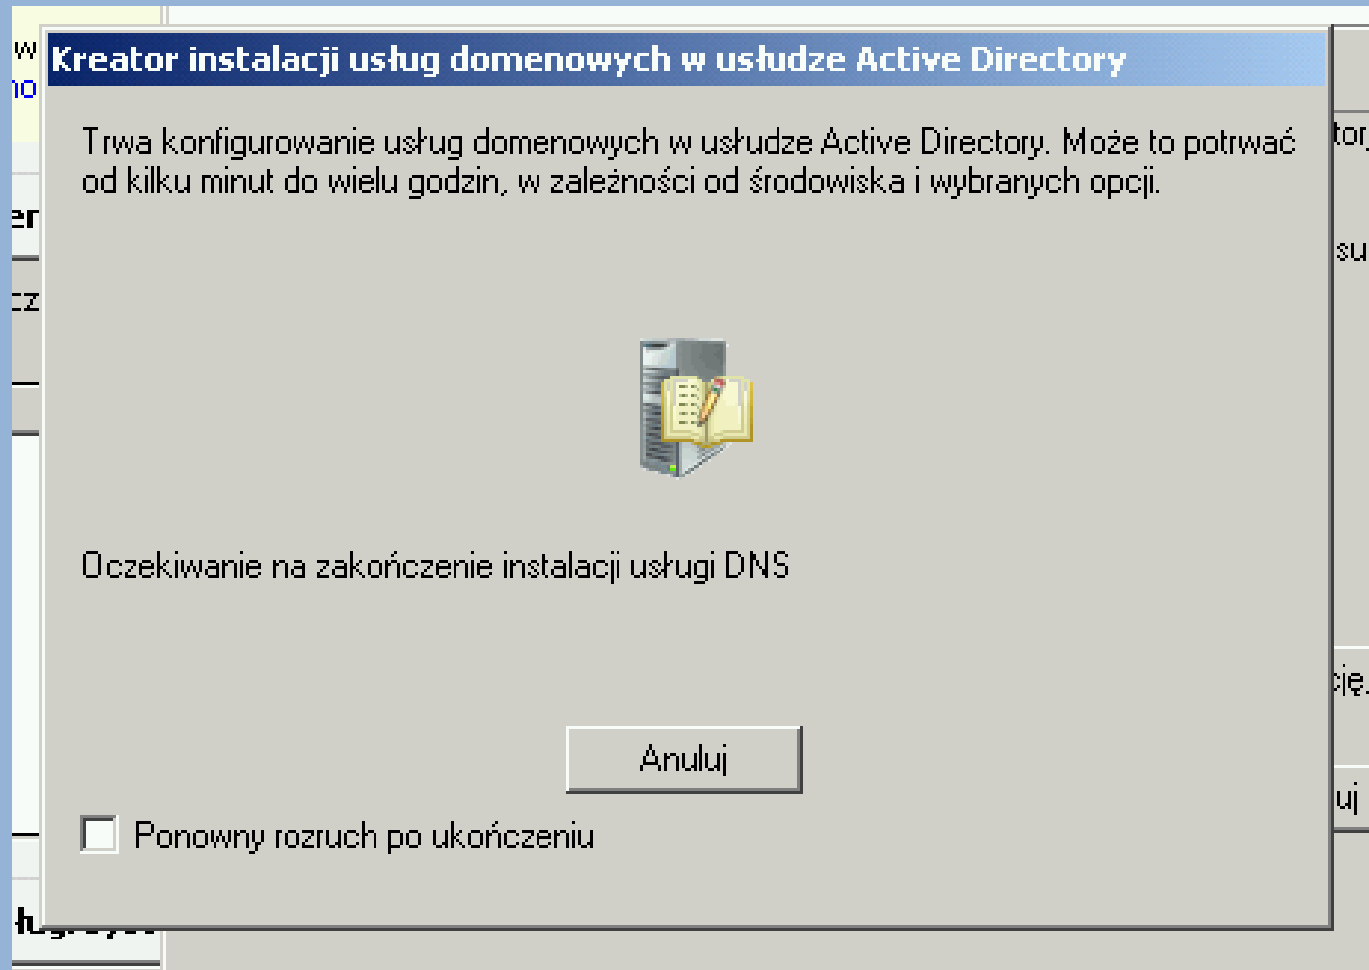 Kreator instalacji usług domenowych w usłudze Active Directory
Trwa konfigurowanie usług domenowych w usłudze Active Directory. Może to potrwać
od kilku minut do wielu godzin, w zależności od środowiska i wybranych opcji.
Oczekiwanie na zakończenie instalacji usługi DNS
Anuluj
Ponowny rozruch po ukończeniu